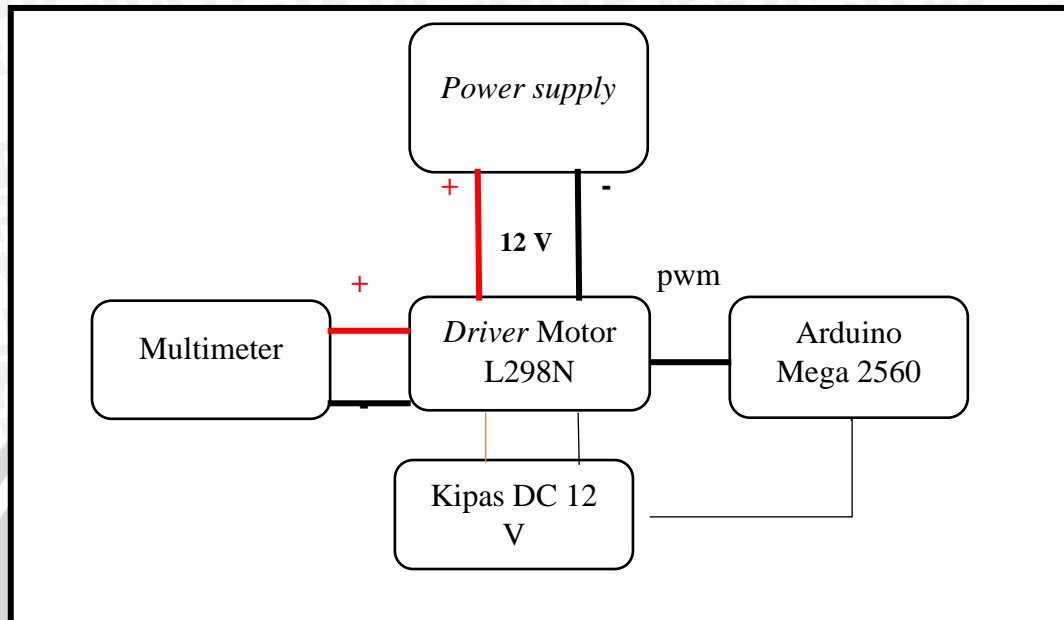 Power supply
+
-
12 V
+
pwm
Multimeter
-
Driver Motor
L298N
Arduino
Mega 2560
Kipas DC 12
V